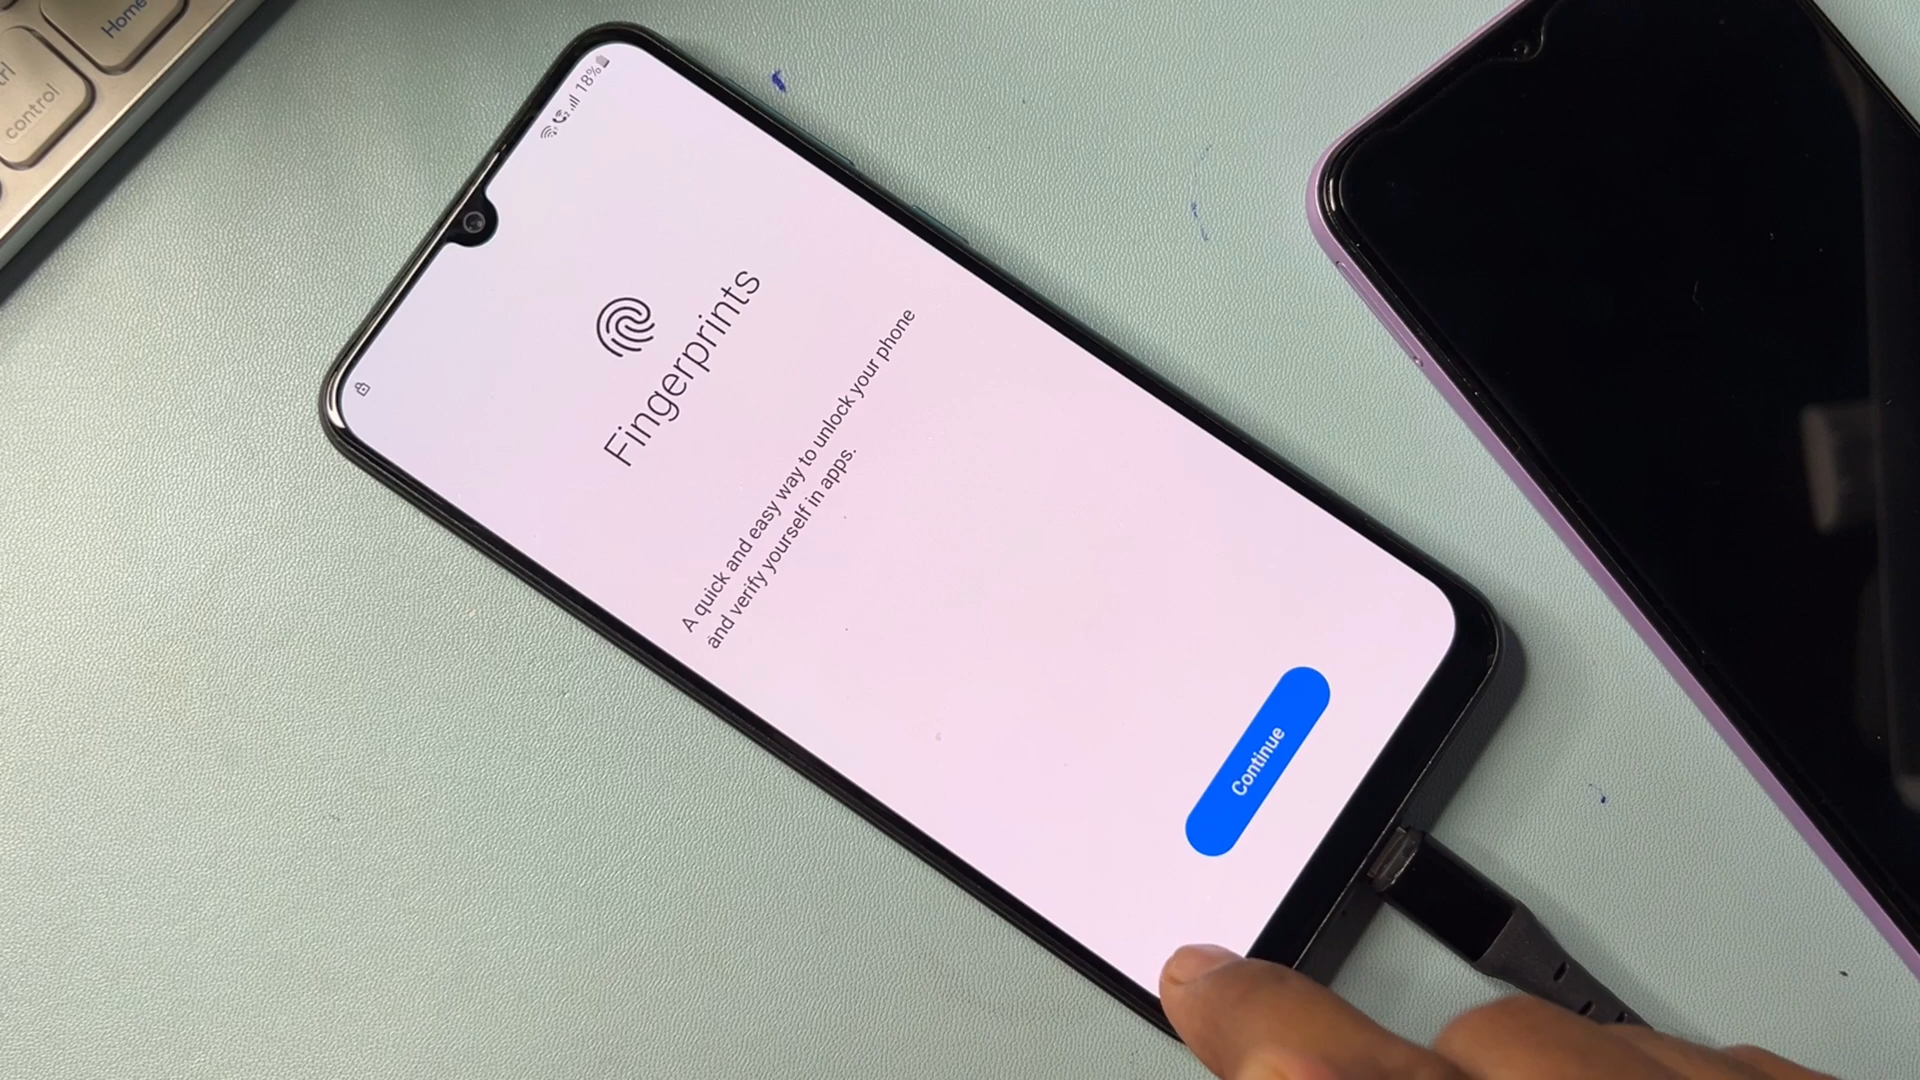 Home
control
18%
Fingerprints
A quick and easy way to unlock your phone
and verify yourself in apps.
Continue